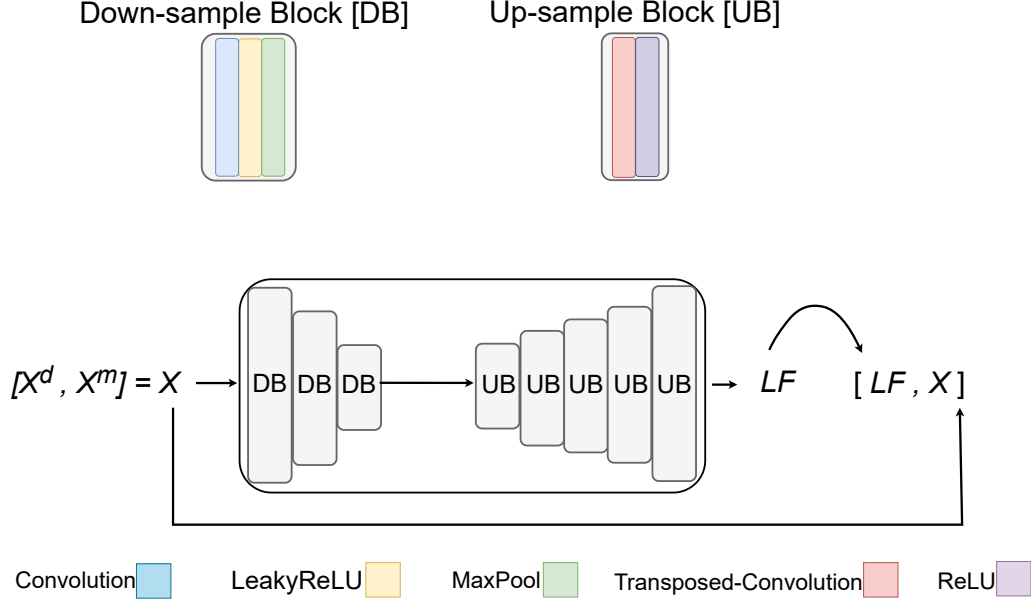 Down-sample Block [DB]
Up-sample Block [UB]
[X^d , X^m] = X
DB
DB
DB
UB
UB
UB
UB
UB
LF
[ LF , X ]
Convolution
LeakyReLU
MaxPool
Transposed-Convolution
ReLU